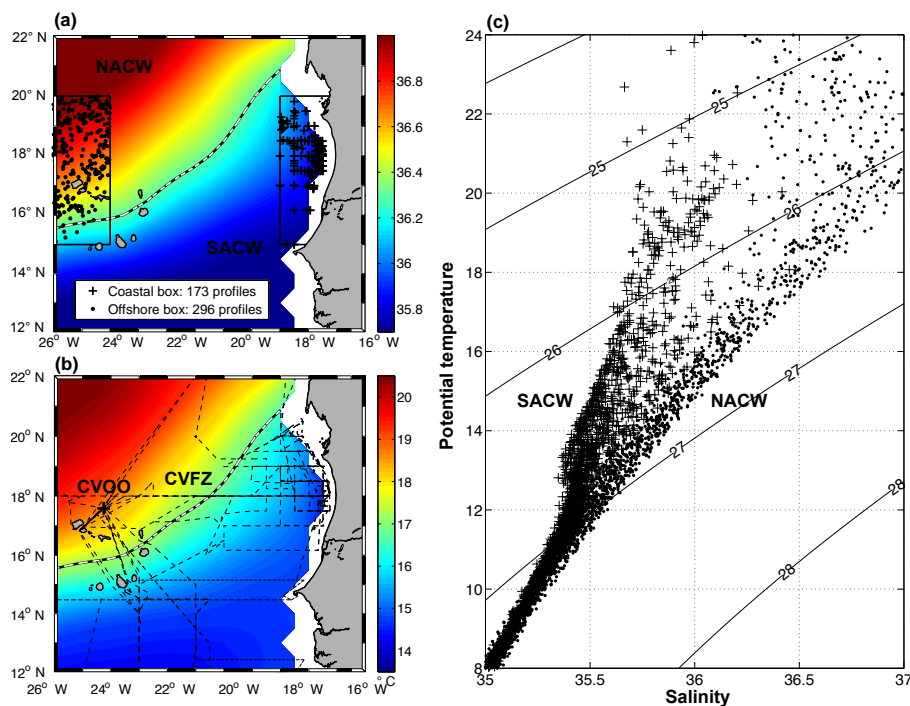 (a)
22° N
20° N
18° N
16° N
14° N
12° N
26° W
24° W
22° W
20° W
18° W
16° W
NACW
SACW
+ Coastal box: 173 profiles
• Offshore box: 296 profiles
36.8
36.6
36.4
36.2
36
35.8
(b)
22° N
20° N
18° N
16° N
14° N
12° N
26° W
24° W
22° W
20° W
18° W
16° W
CVOO
CVFZ
20
19
18
17
16
15
14
° C
(c)
Potential temperature
24
22
20
18
16
14
12
10
8
35
35.5
36
36.5
37
Salinity
SACW
NACW
25
25
26
26
27
27
28
28